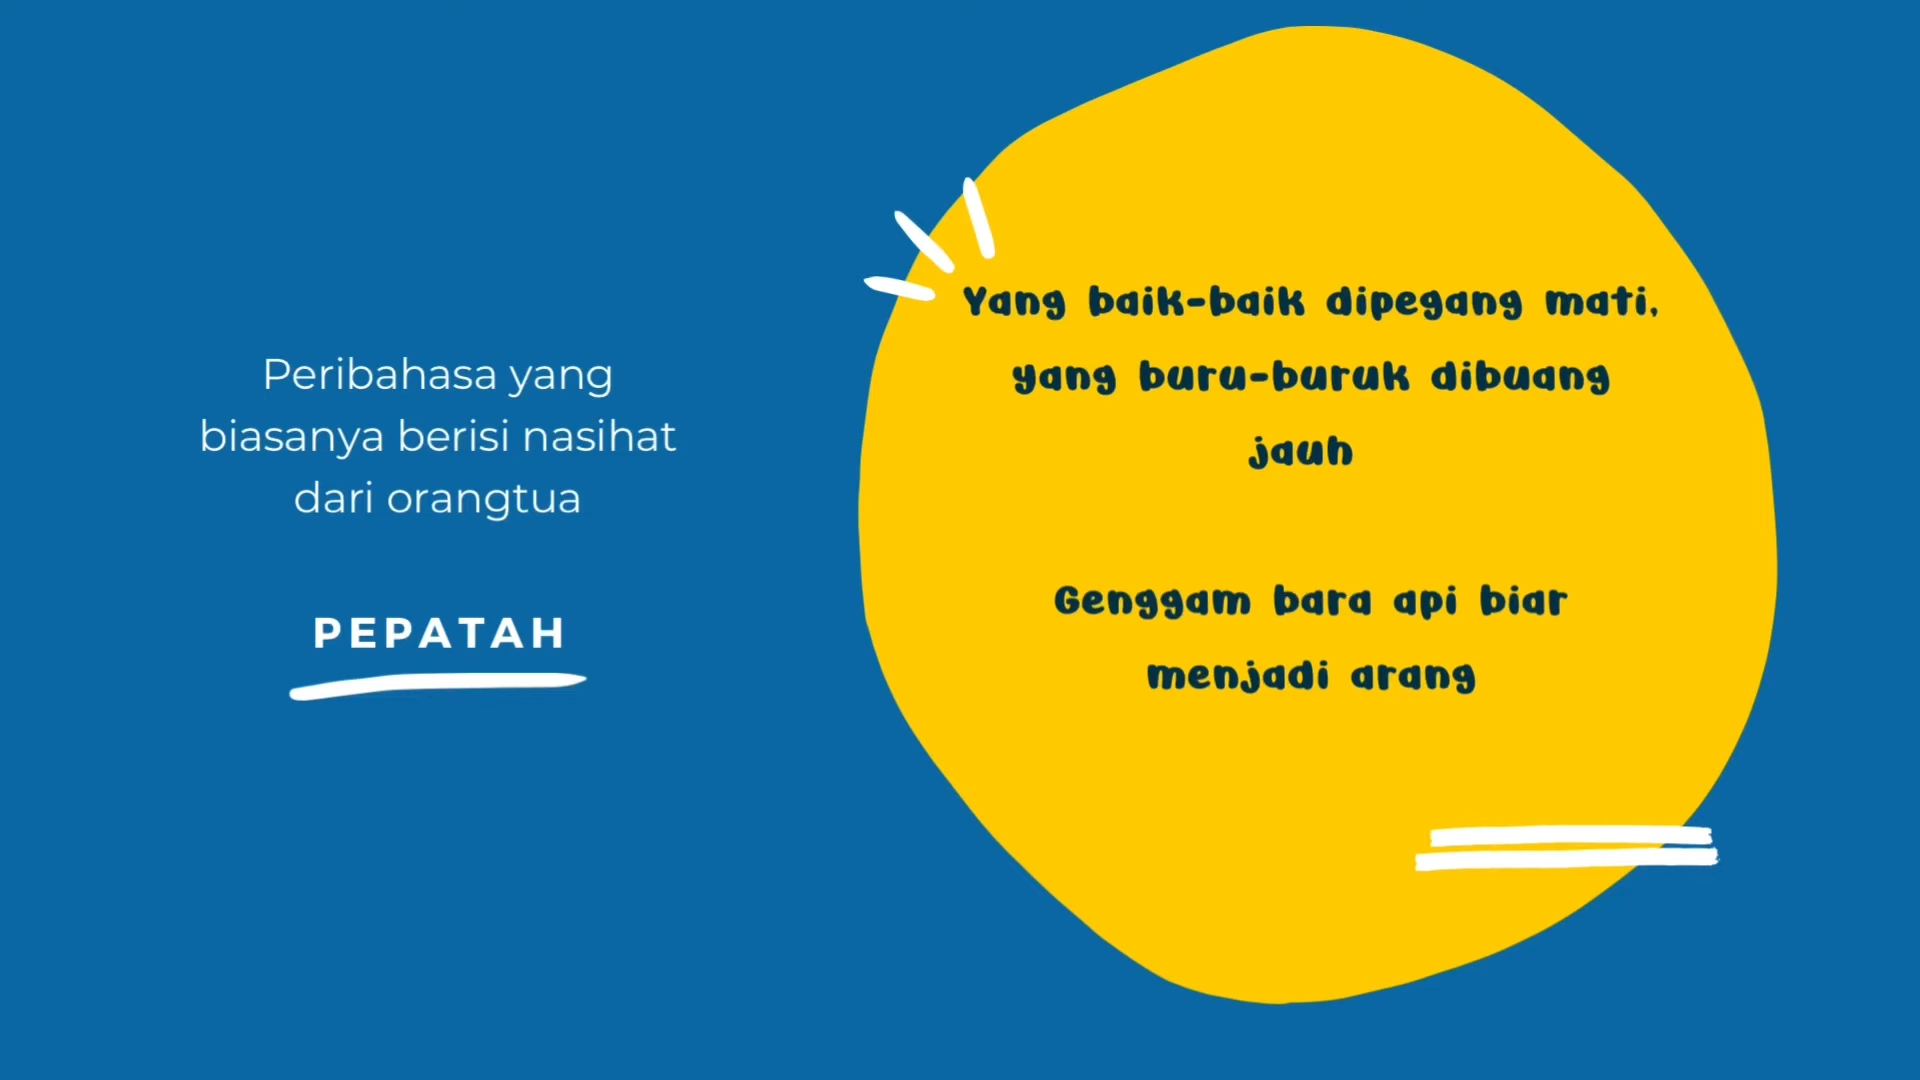 Peribahasa yang
biasanya berisi nasihat
dari orangtua
PEPATAH
Yang baik-baik dipegang mati,
yang buru-buruk dibuang
jauh
Genggam bara api biar
menjadi arang